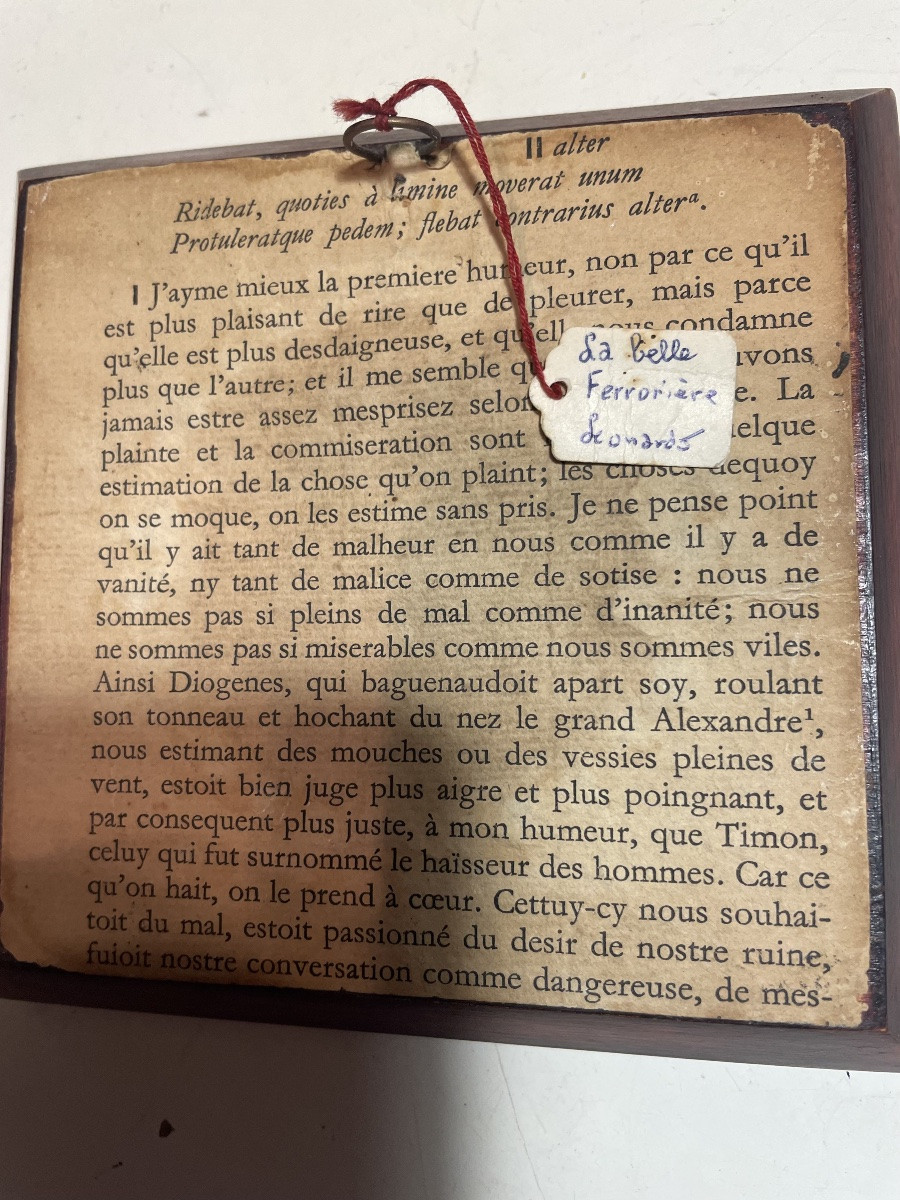 II alter
Ridebat, quoties à limine moverat unum
Protuleratque pedem; flebat contrarius alterᵃ.
I J'ayme mieux la premiere humeur, non par ce qu'il
est plus plaisant de rire que de pleurer, mais parce
qu'elle est plus desdaigneuse, et qu'ell nous condamne
plus que l'autre; et il me semble qu uvons
jamais estre assez mesprisez selon e. La
plainte et la commiseration sont elque
estimation de la chose qu'on plaint; les choses dequoy
on se moque, on les estime sans pris. Je ne pense point
qu'il y ait tant de malheur en nous comme il y a de
vanité, ny tant de malice comme de sotise : nous ne
sommes pas si pleins de mal comme d'inanité; nous
ne sommes pas si miserables comme nous sommes viles.
Ainsi Diogenes, qui baguenaudoit apart soy, roulant
son tonneau et hochant du nez le grand Alexandre¹,
nous estimant des mouches ou des vessies pleines de
vent, estoit bien juge plus aigre et plus poingnant, et
par consequent plus juste, à mon humeur, que Timon,
celuy qui fut surnommé le haïsseur des hommes. Car ce
qu'on hait, on le prend à cœur. Cettuy-cy nous souhai-
toit du mal, estoit passionné du desir de nostre ruine,
fuioit nostre conversation comme dangereuse, de mes-
La belle
Ferrorière
Leonardo